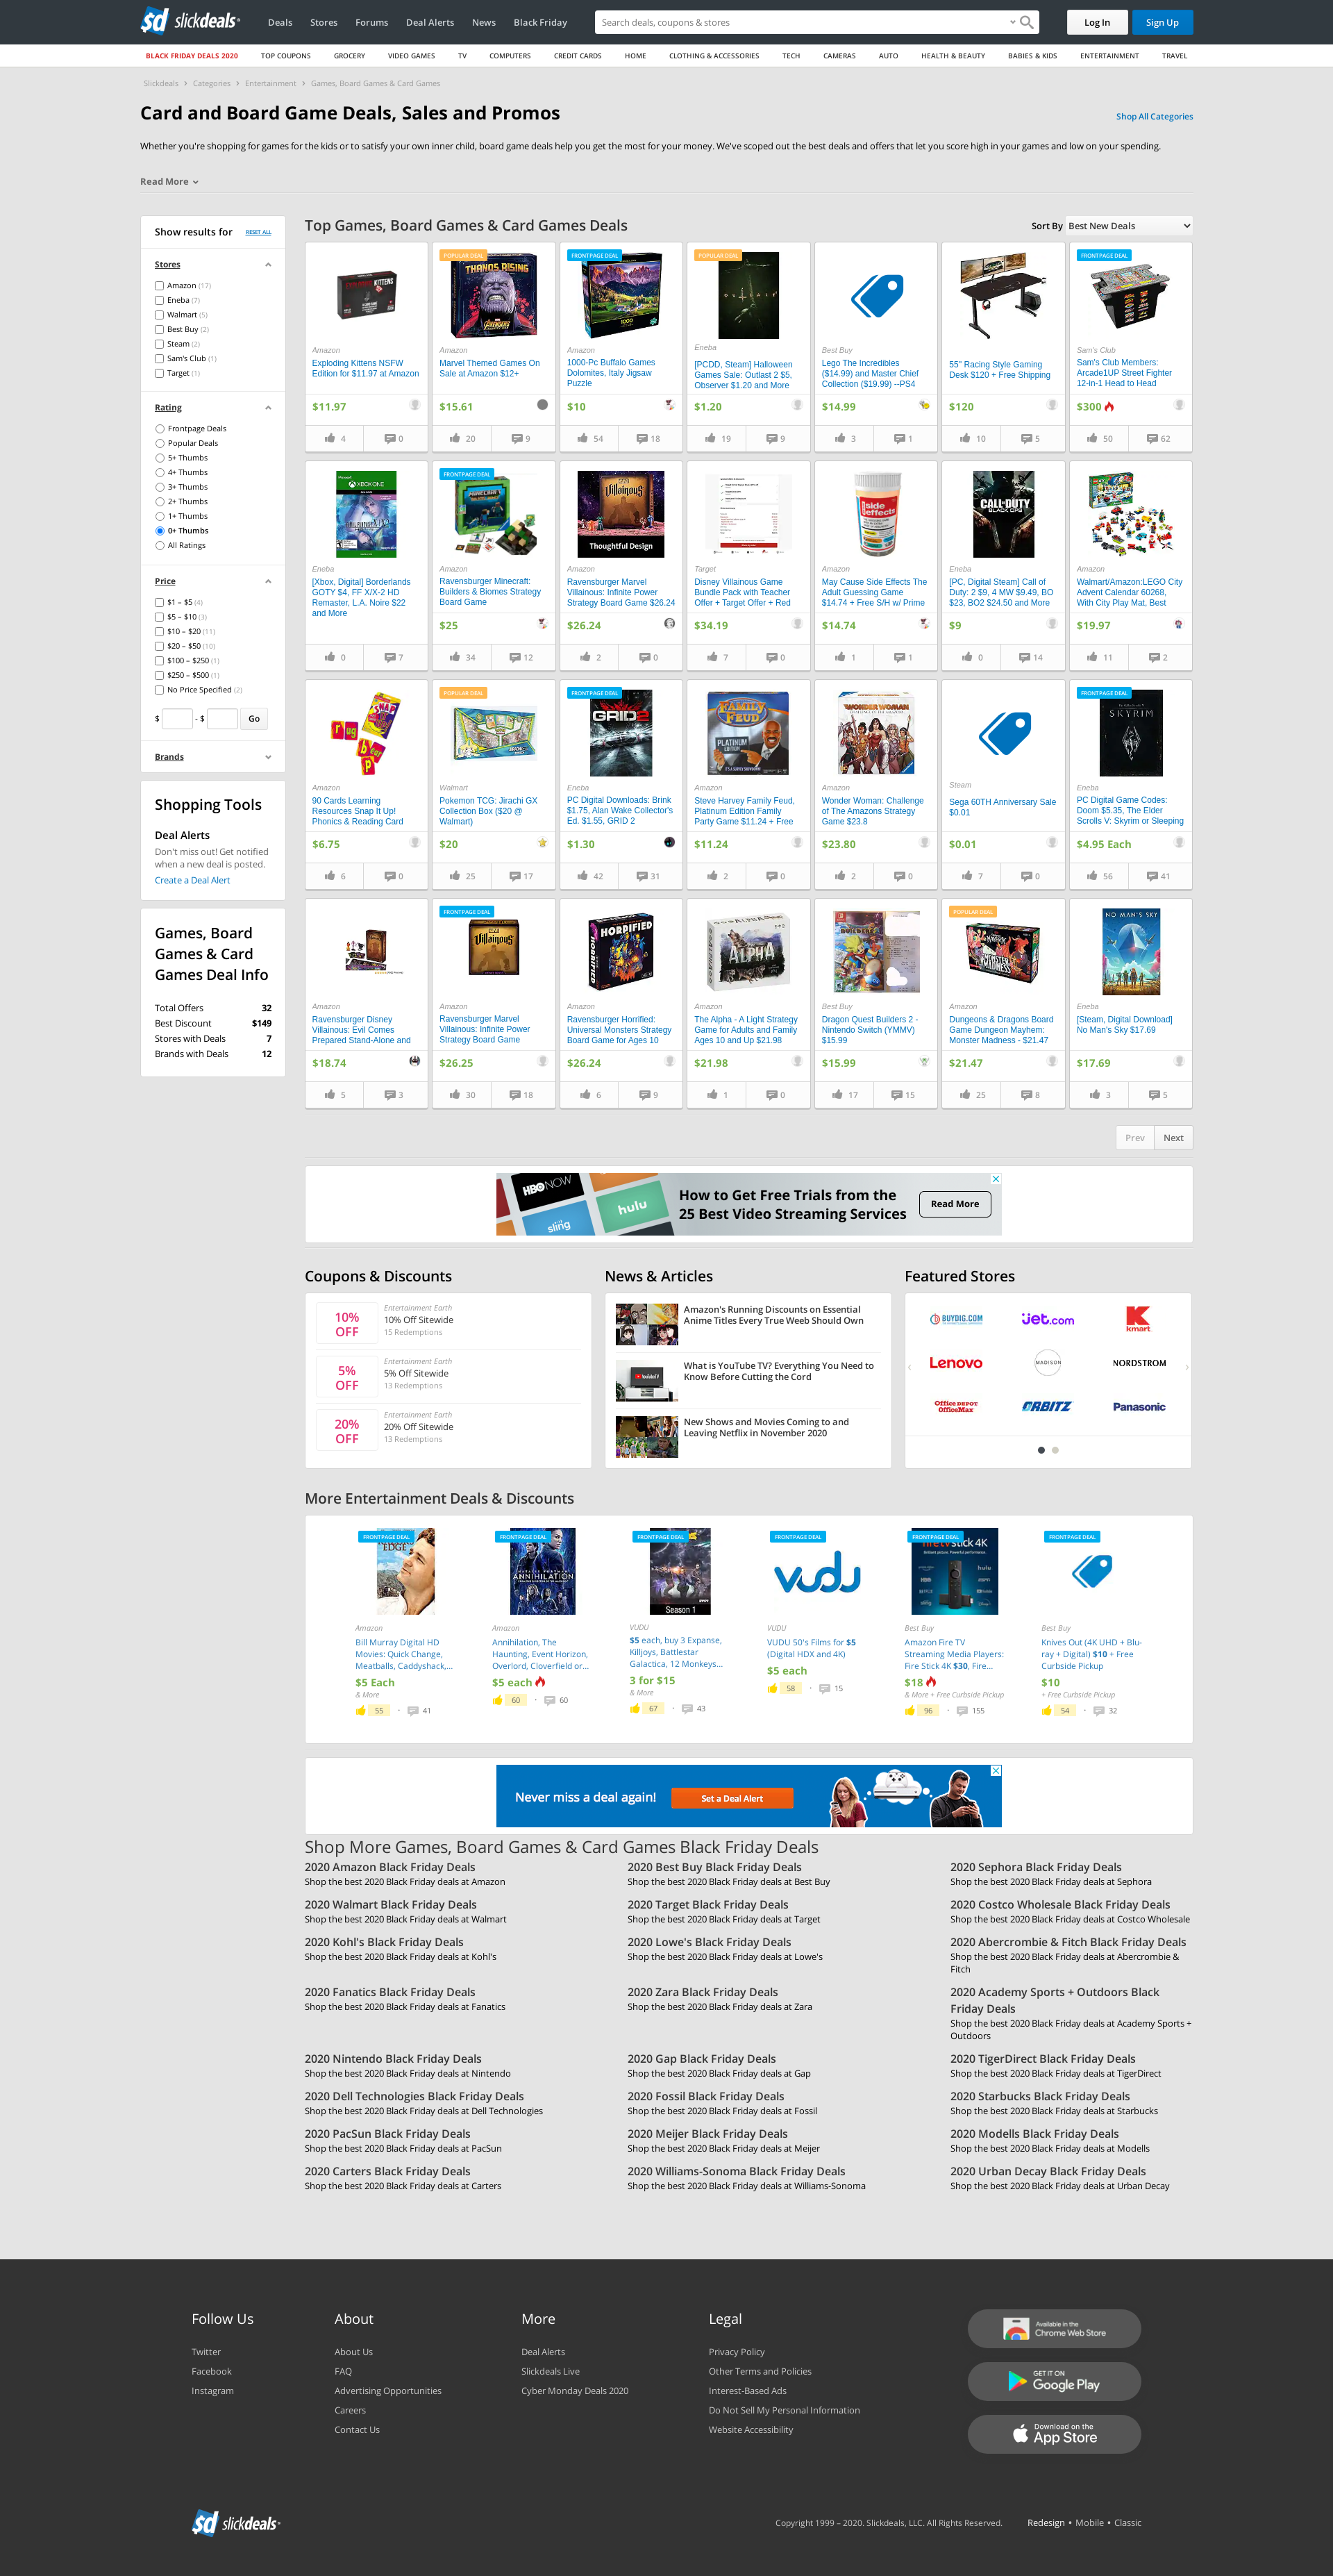 slickdeals
Deals
Stores
Forums
Deal Alerts
News
Black Friday
Search deals, coupons & stores
Log In
Sign Up
BLACK FRIDAY DEALS 2020
TOP COUPONS
GROCERY
VIDEO GAMES
TV
COMPUTERS
CREDIT CARDS
HOME
CLOTHING & ACCESSORIES
TECH
CAMERAS
AUTO
HEALTH & BEAUTY
BABIES & KIDS
ENTERTAINMENT
TRAVEL
Slickdeals > Categories > Entertainment > Games, Board Games & Card Games
Card and Board Game Deals, Sales and Promos
Shop All Categories
Whether you're shopping for games for the kids or to satisfy your own inner child, board game deals help you get the most for your money. We've scoped out the best deals and offers that let you score high in your games and low on your spending.
Read More
Show results for
RESET ALL
Stores
Amazon (17)
Eneba (7)
Walmart (5)
Best Buy (2)
Steam (2)
Sam's Club (1)
Target (1)
Rating
Frontpage Deals
Popular Deals
5+ Thumbs
4+ Thumbs
3+ Thumbs
2+ Thumbs
1+ Thumbs
0+ Thumbs
All Ratings
Price
$1 – $5 (4)
$5 – $10 (3)
$10 – $20 (11)
$20 – $50 (10)
$100 – $250 (1)
$250 – $500 (1)
No Price Specified (2)
$ - $ Go
Brands
Shopping Tools
Deal Alerts
Don't miss out! Get notified
when a new deal is posted.
Create a Deal Alert
Games, Board
Games & Card
Games Deal Info
Total Offers 32
Best Discount $149
Stores with Deals 7
Brands with Deals 12
Top Games, Board Games & Card Games Deals
Sort By Best New Deals
Amazon
Exploding Kittens NSFW
Edition for $11.97 at Amazon
$11.97
4 0
POPULAR DEAL
THANOS RISING
Amazon
Marvel Themed Games On
Sale at Amazon $12+
$15.61
20 9
FRONTPAGE DEAL
Amazon
1000-Pc Buffalo Games
Dolomites, Italy Jigsaw
Puzzle
$10
54 18
POPULAR DEAL
OUTLAST
Eneba
[PCDD, Steam] Halloween
Games Sale: Outlast 2 $5,
Observer $1.20 and More
$1.20
19 9
Best Buy
Lego The Incredibles
($14.99) and Master Chief
Collection ($19.99) --PS4
$14.99
3 1
55" Racing Style Gaming
Desk $120 + Free Shipping
$120
10 5
FRONTPAGE DEAL
Sam's Club
Sam's Club Members:
Arcade1UP Street Fighter
12-in-1 Head to Head
$300
50 62
XBOX ONE
Eneba
[Xbox, Digital] Borderlands
GOTY $4, FF X/X-2 HD
Remaster, L.A. Noire $22
and More
0 7
FRONTPAGE DEAL
MINECRAFT
Amazon
Ravensburger Minecraft:
Builders & Biomes Strategy
Board Game
$25
34 12
Villainous
Thoughtful Design
Amazon
Ravensburger Marvel
Villainous: Infinite Power
Strategy Board Game $26.24
$26.24
2 0
Target
Disney Villainous Game
Bundle Pack with Teacher
Offer + Target Offer + Red
$34.19
7 0
side effects
Amazon
May Cause Side Effects The
Adult Guessing Game
$14.74 + Free S/H w/ Prime
$14.74
1 1
CALL OF DUTY
BLACK OPS
Eneba
[PC, Digital Steam] Call of
Duty: 2 $9, 4 MW $9.49, BO
$23, BO2 $24.50 and More
$9
0 14
Amazon
Walmart/Amazon:LEGO City
Advent Calendar 60268,
With City Play Mat, Best
$19.97
11 2
SNAP
rug
b
p
Amazon
90 Cards Learning
Resources Snap It Up!
Phonics & Reading Card
$6.75
6 0
POPULAR DEAL
Walmart
Pokemon TCG: Jirachi GX
Collection Box ($20 @
Walmart)
$20
25 17
FRONTPAGE DEAL
GRID 2
Eneba
PC Digital Downloads: Brink
$1.75, Alan Wake Collector's
Ed. $1.55, GRID 2
$1.30
42 31
FAMILY FEUD
PLATINUM EDITION
Amazon
Steve Harvey Family Feud,
Platinum Edition Family
Party Game $11.24 + Free
$11.24
2 0
WONDER WOMAN
Amazon
Wonder Woman: Challenge
of The Amazons Strategy
Game $23.8
$23.80
2 0
Steam
Sega 60TH Anniversary Sale
$0.01
$0.01
7 0
FRONTPAGE DEAL
SKYRIM
Eneba
PC Digital Game Codes:
Doom $5.35, The Elder
Scrolls V: Skyrim or Sleeping
$4.95 Each
56 41
Amazon
Ravensburger Disney
Villainous: Evil Comes
Prepared Stand-Alone and
$18.74
5 3
FRONTPAGE DEAL
Villainous
Amazon
Ravensburger Marvel
Villainous: Infinite Power
Strategy Board Game
$26.25
30 18
HORRIFIED
Amazon
Ravensburger Horrified:
Universal Monsters Strategy
Board Game for Ages 10
$26.24
6 9
ALPHA
Amazon
The Alpha - A Light Strategy
Game for Adults and Family
Ages 10 and Up $21.98
$21.98
1 0
BUILDERS
Best Buy
Dragon Quest Builders 2 -
Nintendo Switch (YMMV)
$15.99
$15.99
17 15
POPULAR DEAL
MONSTER MADNESS
Amazon
Dungeons & Dragons Board
Game Dungeon Mayhem:
Monster Madness - $21.47
$21.47
25 8
NO MAN'S SKY
Eneba
[Steam, Digital Download]
No Man's Sky $17.69
$17.69
3 5
Prev Next
HBO NOW
sling
hulu
How to Get Free Trials from the
25 Best Video Streaming Services
Read More
Coupons & Discounts
10% OFF
Entertainment Earth
10% Off Sitewide
15 Redemptions
5% OFF
Entertainment Earth
5% Off Sitewide
13 Redemptions
20% OFF
Entertainment Earth
20% Off Sitewide
13 Redemptions
News & Articles
Amazon's Running Discounts on Essential
Anime Titles Every True Weeb Should Own
YouTube TV
What is YouTube TV? Everything You Need to
Know Before Cutting the Cord
New Shows and Movies Coming to and
Leaving Netflix in November 2020
Featured Stores
BUYDIG.COM
Jet.com
kmart
Lenovo
MADISON
NORDSTROM
Office DEPOT
OfficeMax
ORBITZ
Panasonic
More Entertainment Deals & Discounts
FRONTPAGE DEAL
EDGE
Amazon
Bill Murray Digital HD
Movies: Quick Change,
Meatballs, Caddyshack,...
$5 Each
& More
55 • 41
FRONTPAGE DEAL
ANNIHILATION
Amazon
Annihilation, The
Haunting, Event Horizon,
Overlord, Cloverfield or...
$5 each
60 • 60
FRONTPAGE DEAL
Season 1
VUDU
$5 each, buy 3 Expanse,
Killjoys, Battlestar
Galactica, 12 Monkeys...
3 for $15
& More
67 • 43
FRONTPAGE DEAL
vudu
VUDU
VUDU 50's Films for $5
(Digital HDX and 4K)
$5 each
58 • 15
FRONTPAGE DEAL
firetvstick 4K
Best Buy
Amazon Fire TV
Streaming Media Players:
Fire Stick 4K $30, Fire...
$18
& More + Free Curbside Pickup
96 • 155
FRONTPAGE DEAL
Best Buy
Knives Out (4K UHD + Blu-
ray + Digital) $10 + Free
Curbside Pickup
$10
+ Free Curbside Pickup
54 • 32
Never miss a deal again!
Set a Deal Alert
Shop More Games, Board Games & Card Games Black Friday Deals
2020 Amazon Black Friday Deals
Shop the best 2020 Black Friday deals at Amazon
2020 Best Buy Black Friday Deals
Shop the best 2020 Black Friday deals at Best Buy
2020 Sephora Black Friday Deals
Shop the best 2020 Black Friday deals at Sephora
2020 Walmart Black Friday Deals
Shop the best 2020 Black Friday deals at Walmart
2020 Target Black Friday Deals
Shop the best 2020 Black Friday deals at Target
2020 Costco Wholesale Black Friday Deals
Shop the best 2020 Black Friday deals at Costco Wholesale
2020 Kohl's Black Friday Deals
Shop the best 2020 Black Friday deals at Kohl's
2020 Lowe's Black Friday Deals
Shop the best 2020 Black Friday deals at Lowe's
2020 Abercrombie & Fitch Black Friday Deals
Shop the best 2020 Black Friday deals at Abercrombie &
Fitch
2020 Fanatics Black Friday Deals
Shop the best 2020 Black Friday deals at Fanatics
2020 Zara Black Friday Deals
Shop the best 2020 Black Friday deals at Zara
2020 Academy Sports + Outdoors Black
Friday Deals
Shop the best 2020 Black Friday deals at Academy Sports +
Outdoors
2020 Nintendo Black Friday Deals
Shop the best 2020 Black Friday deals at Nintendo
2020 Gap Black Friday Deals
Shop the best 2020 Black Friday deals at Gap
2020 TigerDirect Black Friday Deals
Shop the best 2020 Black Friday deals at TigerDirect
2020 Dell Technologies Black Friday Deals
Shop the best 2020 Black Friday deals at Dell Technologies
2020 Fossil Black Friday Deals
Shop the best 2020 Black Friday deals at Fossil
2020 Starbucks Black Friday Deals
Shop the best 2020 Black Friday deals at Starbucks
2020 PacSun Black Friday Deals
Shop the best 2020 Black Friday deals at PacSun
2020 Meijer Black Friday Deals
Shop the best 2020 Black Friday deals at Meijer
2020 Modells Black Friday Deals
Shop the best 2020 Black Friday deals at Modells
2020 Carters Black Friday Deals
Shop the best 2020 Black Friday deals at Carters
2020 Williams-Sonoma Black Friday Deals
Shop the best 2020 Black Friday deals at Williams-Sonoma
2020 Urban Decay Black Friday Deals
Shop the best 2020 Black Friday deals at Urban Decay
Follow Us
Twitter
Facebook
Instagram
About
About Us
FAQ
Advertising Opportunities
Careers
Contact Us
More
Deal Alerts
Slickdeals Live
Cyber Monday Deals 2020
Legal
Privacy Policy
Other Terms and Policies
Interest-Based Ads
Do Not Sell My Personal Information
Website Accessibility
Available in the
Chrome Web Store
GET IT ON
Google Play
Download on the
App Store
slickdeals
Copyright 1999 – 2020. Slickdeals, LLC. All Rights Reserved.
Redesign • Mobile • Classic